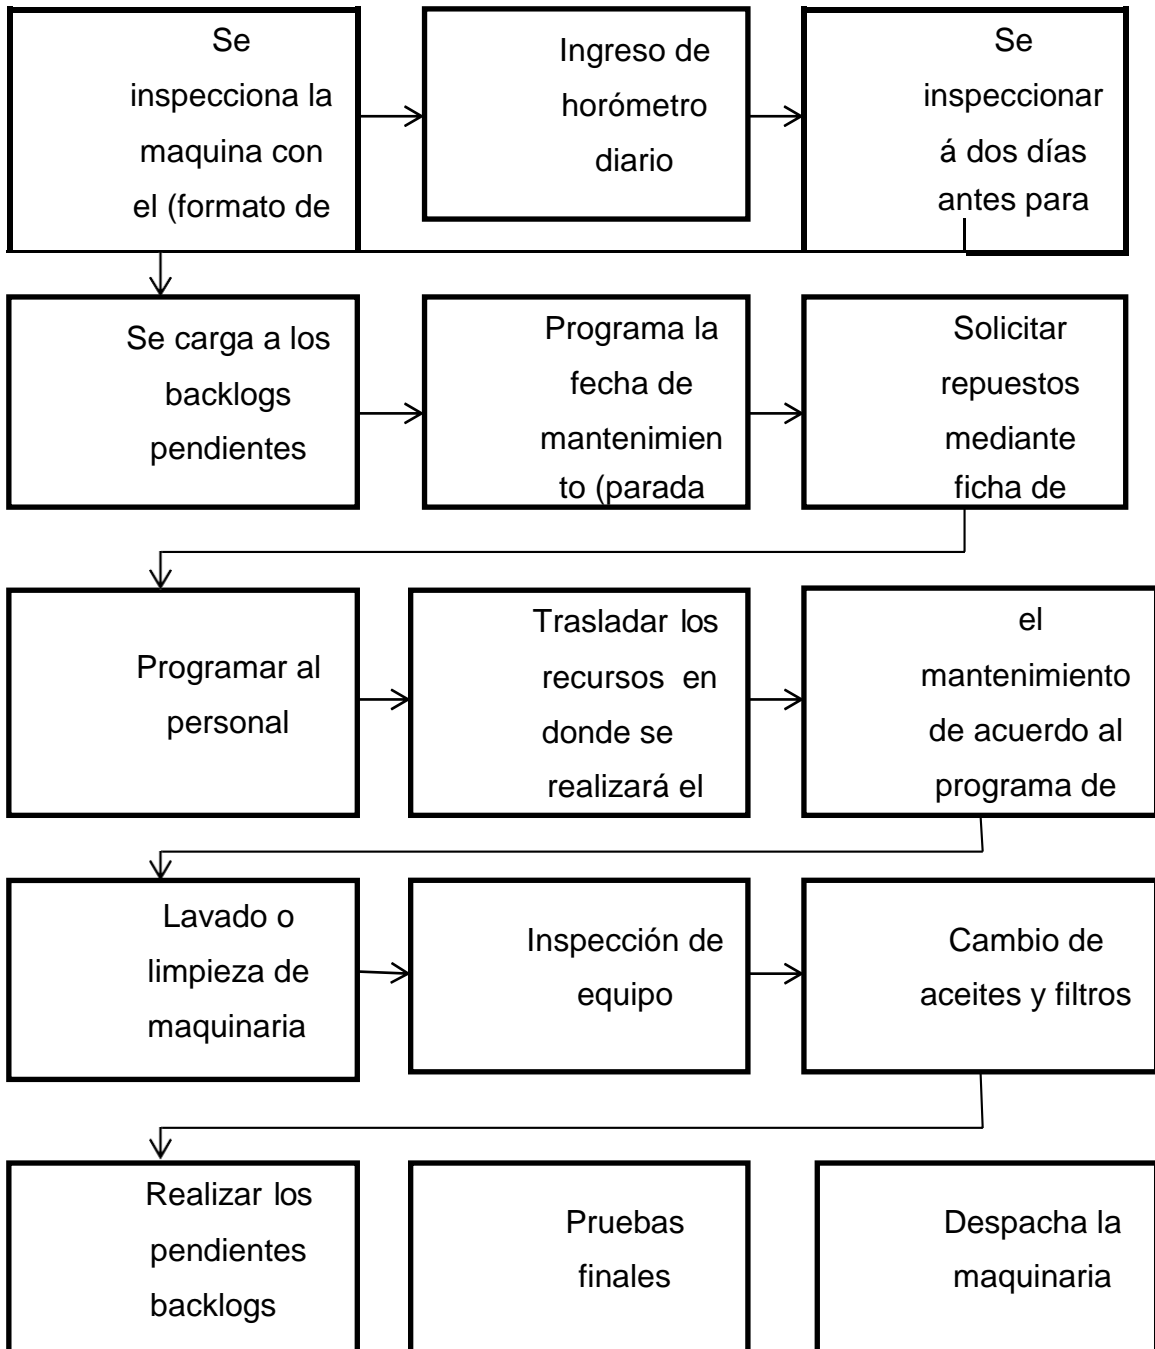 Se
inspecciona la
maquina con
el (formato de
Ingreso de
horómetro
diario
Se
inspeccionar
á dos días
antes para
Se carga a los
backlogs
pendientes
Programa la
fecha de
mantenimien
to (parada
Solicitar
repuestos
mediante
ficha de
Programar al
personal
Trasladar los
recursos en
donde se
realizará el
el
mantenimiento
de acuerdo al
programa de
Lavado o
limpieza de
maquinaria
Inspección de
equipo
Cambio de
aceites y filtros
Realizar los
pendientes
backlogs
Pruebas
finales
Despacha la
maquinaria